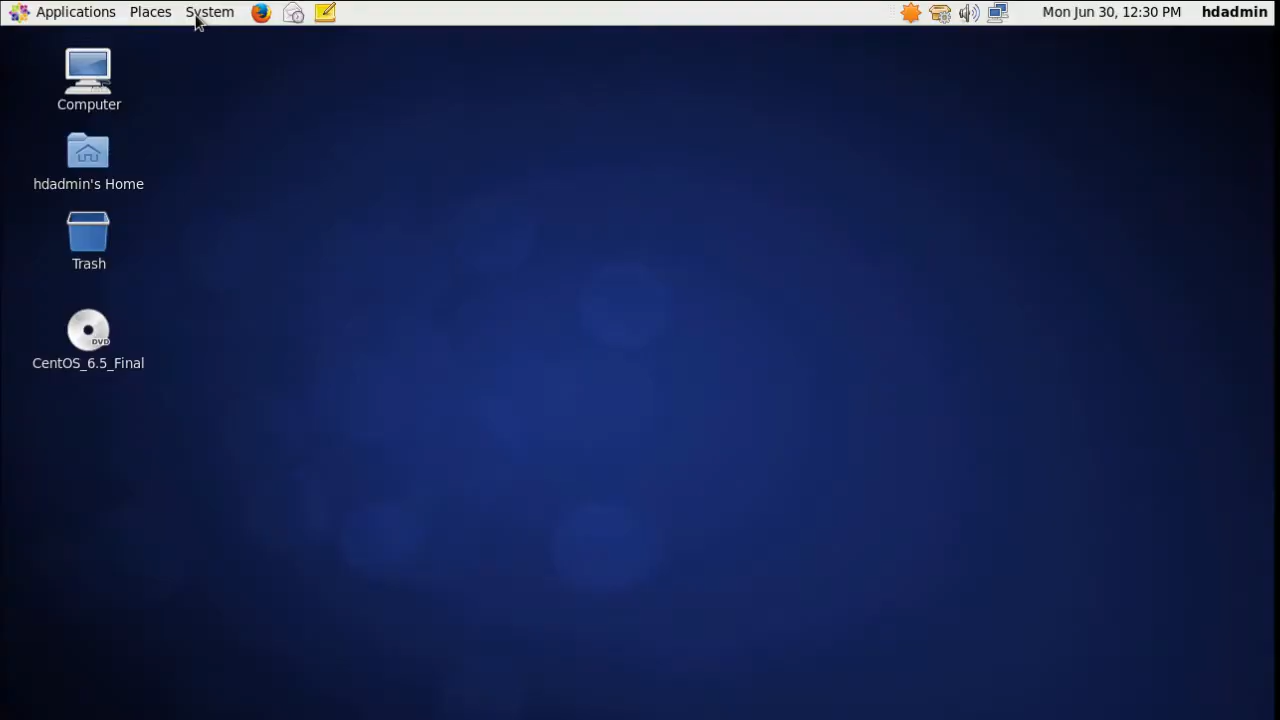 Applications Places System Mon Jun 30, 12:30 PM hdadmin
Computer
hdadmin's Home
Trash
DVD
CentOS_6.5_Final